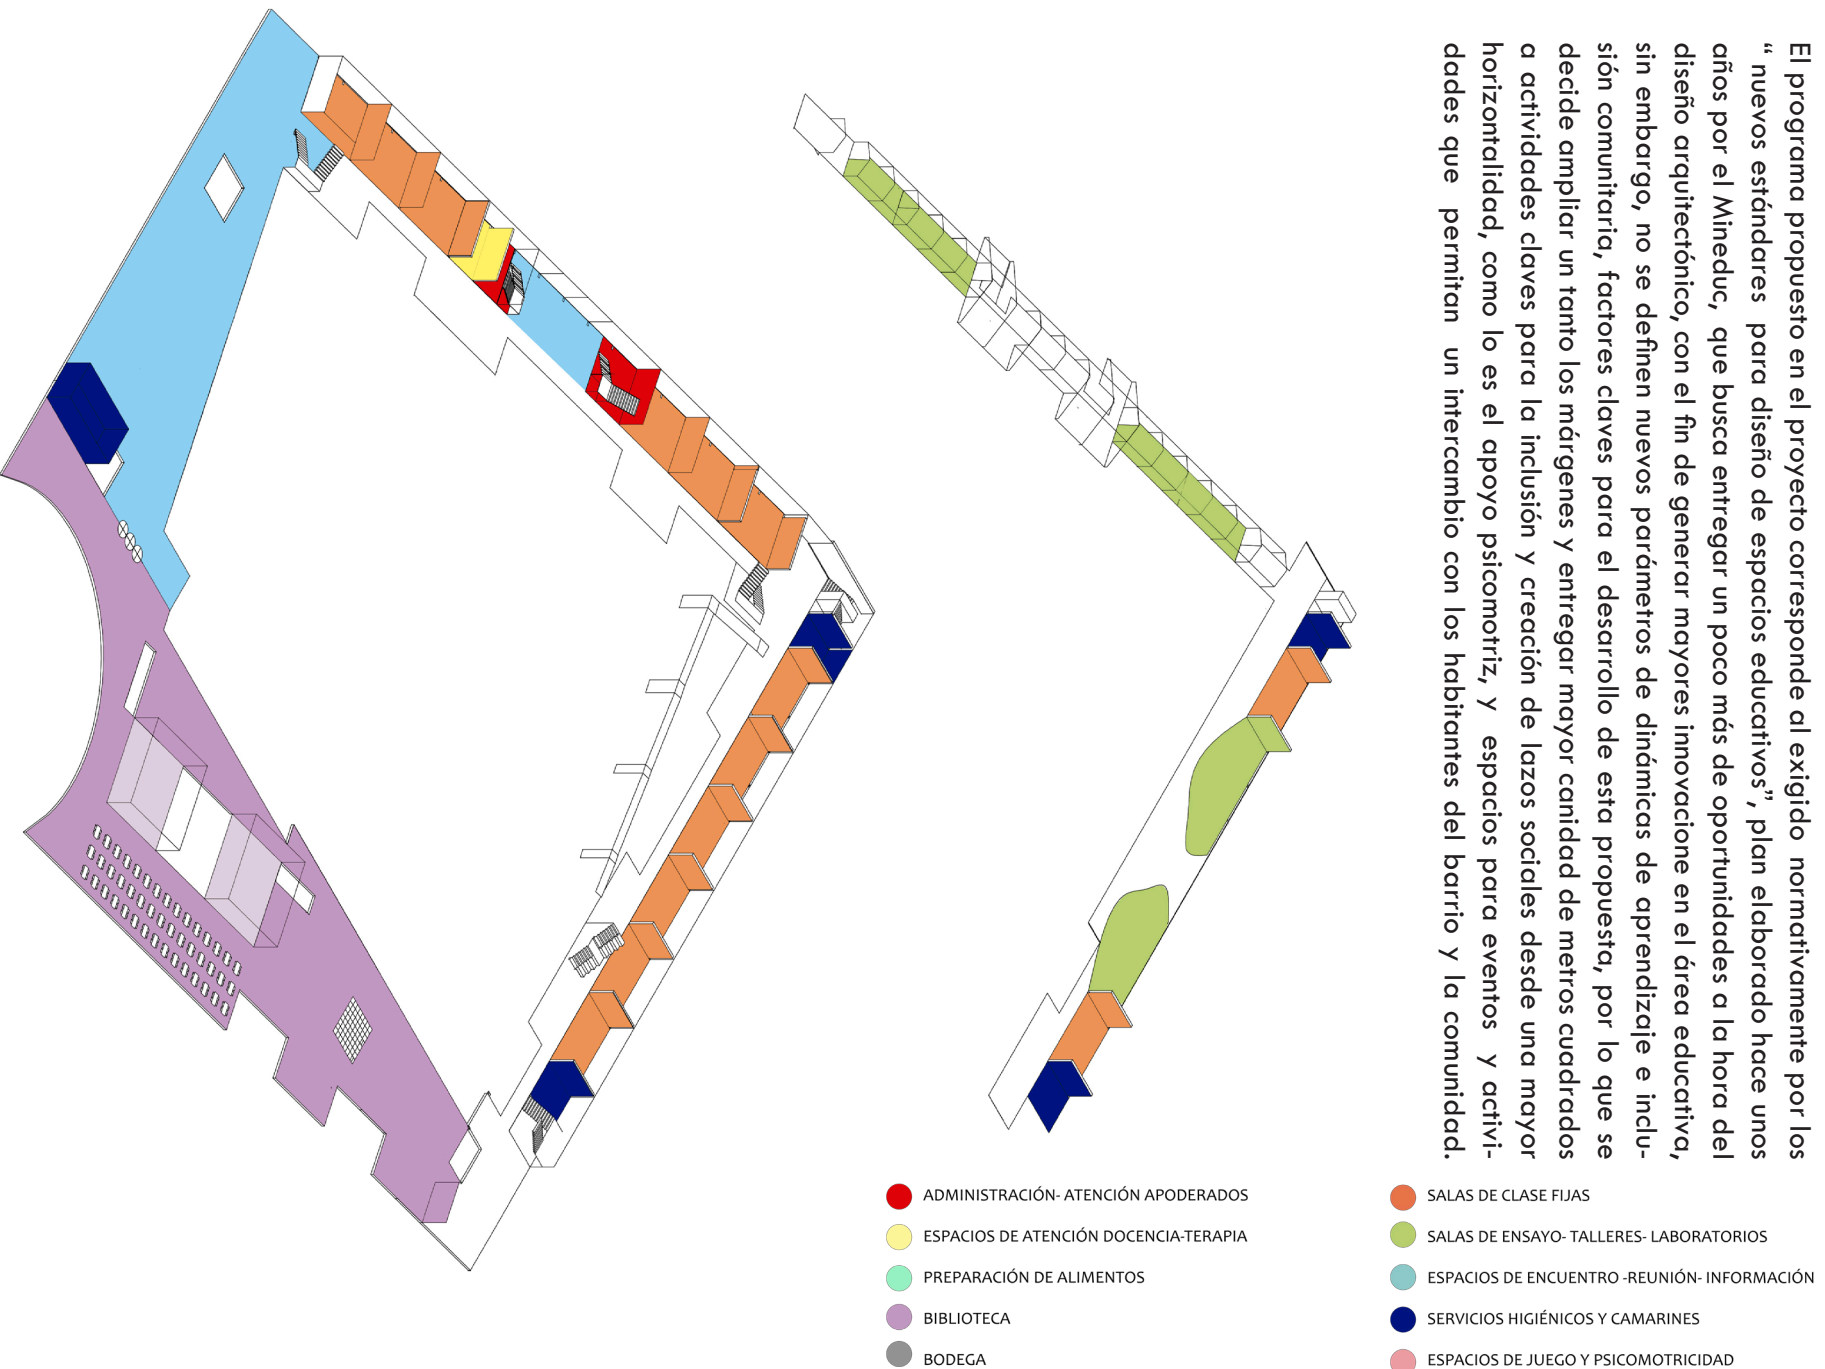 El programa propuesto en el proyecto corresponde al exigido normativamente por los
“ nuevos estándares para diseño de espacios educativos”, plan elaborado hace unos
años por el Mineduc, que busca entregar un poco más de oportunidades a la hora del
diseño arquitectónico, con el fin de generar mayores innovacione en el área educativa,
sin embargo, no se definen nuevos parámetros de dinámicas de aprendizaje e inclu-
sión comunitaria, factores claves para el desarrollo de esta propuesta, por lo que se
decide ampliar un tanto los márgenes y entregar mayor canidad de metros cuadrados
a actividades claves para la inclusión y creación de lazos sociales desde una mayor
horizontalidad, como lo es el apoyo psicomotriz, y espacios para eventos y activi-
dades que permitan un intercambio con los habitantes del barrio y la comunidad.
ADMINISTRACIÓN- ATENCIÓN APODERADOS
ESPACIOS DE ATENCIÓN DOCENCIA-TERAPIA
PREPARACIÓN DE ALIMENTOS
BIBLIOTECA
BODEGA
SALAS DE CLASE FIJAS
SALAS DE ENSAYO- TALLERES- LABORATORIOS
ESPACIOS DE ENCUENTRO -REUNIÓN- INFORMACIÓN
SERVICIOS HIGIÉNICOS Y CAMARINES
ESPACIOS DE JUEGO Y PSICOMOTRICIDAD